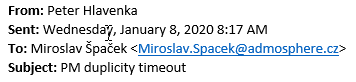 From: Peter Hlavenka
Sent: Wednesday, January 8, 2020 8:17 AM
To: Miroslav Špaček <Miroslav.Spacek@admosphere.cz>
Subject: PM duplicity timeout